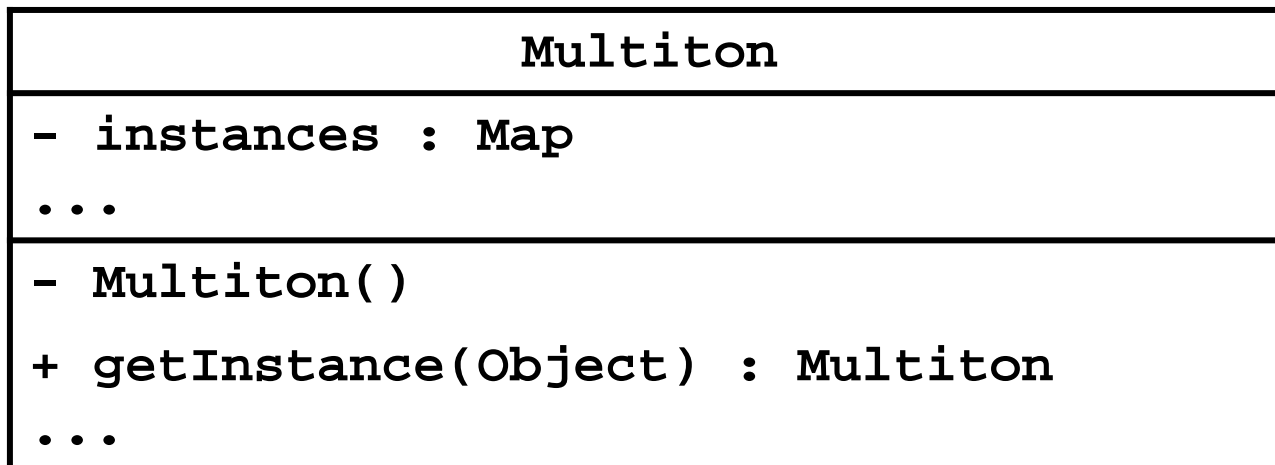 Multiton
- instances : Map
...
- Multiton()
+ getInstance(Object) : Multiton
...